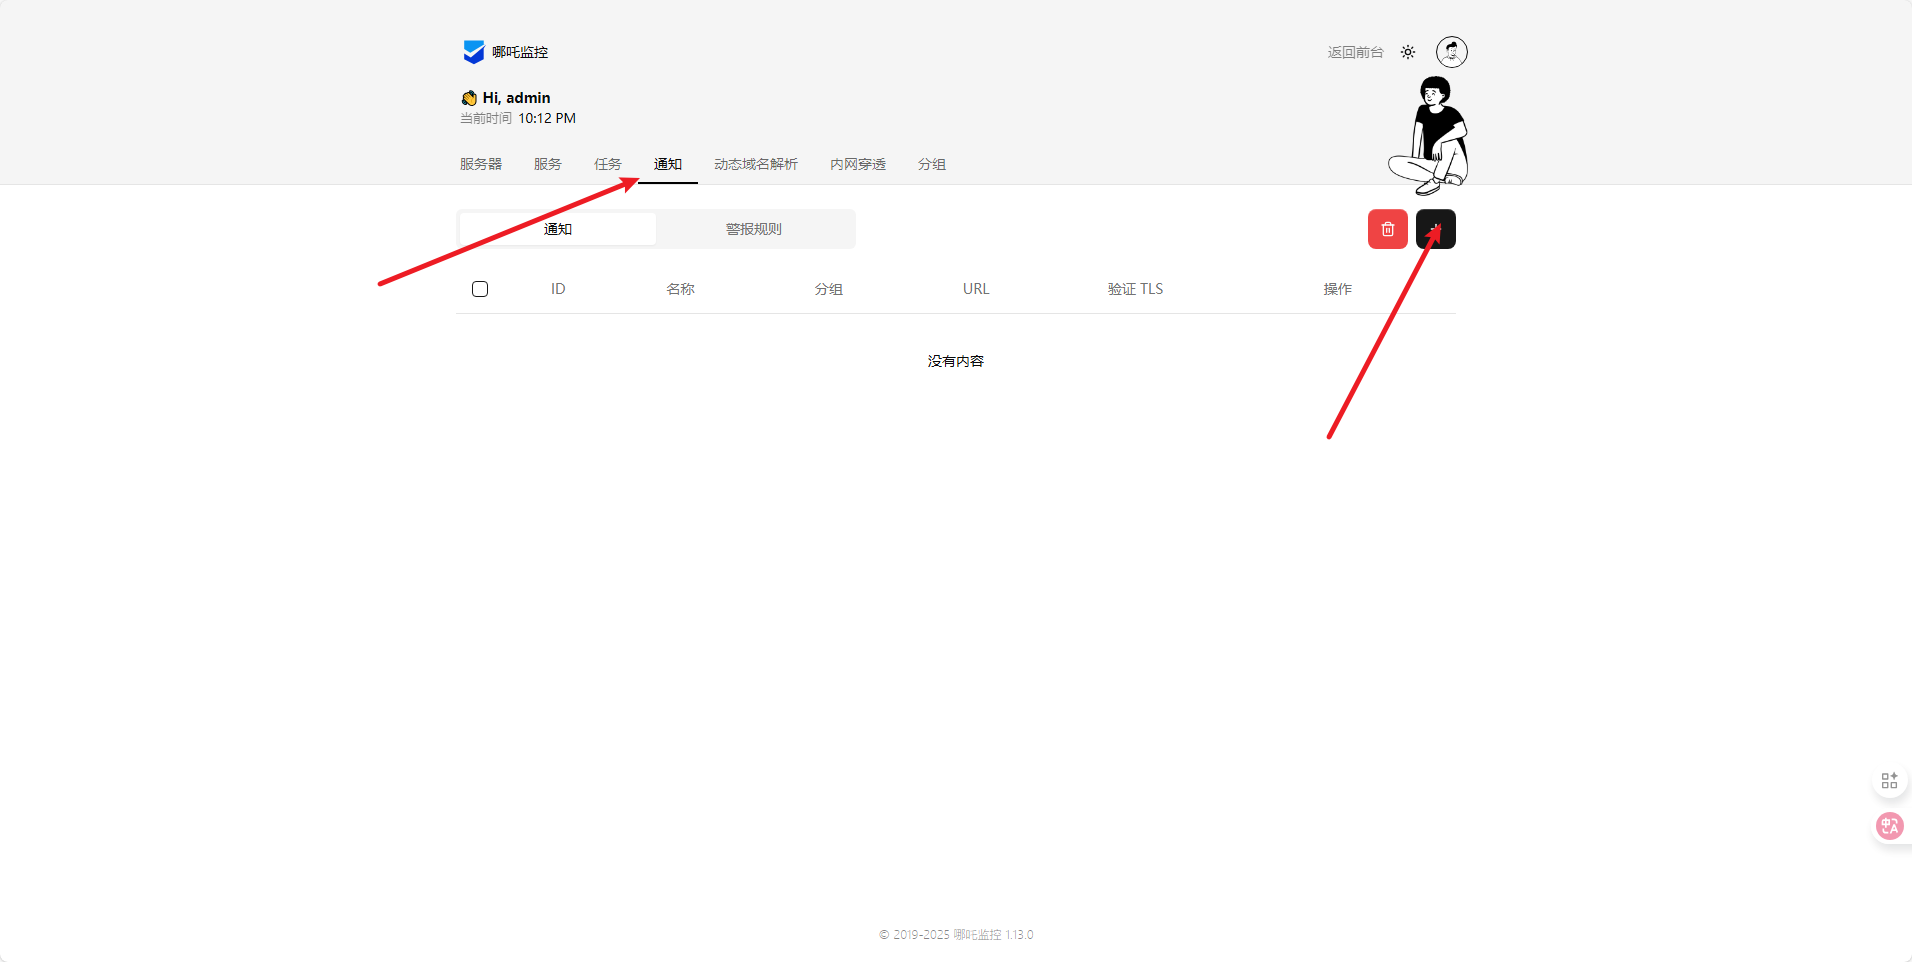 哪吒监控
返回前台
Hi, admin
当前时间 10:12 PM
服务器 服务 任务 通知 动态域名解析 内网穿透 分组
通知 警报规则
ID 名称 分组 URL 验证 TLS 操作
没有内容
© 2019-2025 哪吒监控 1.13.0